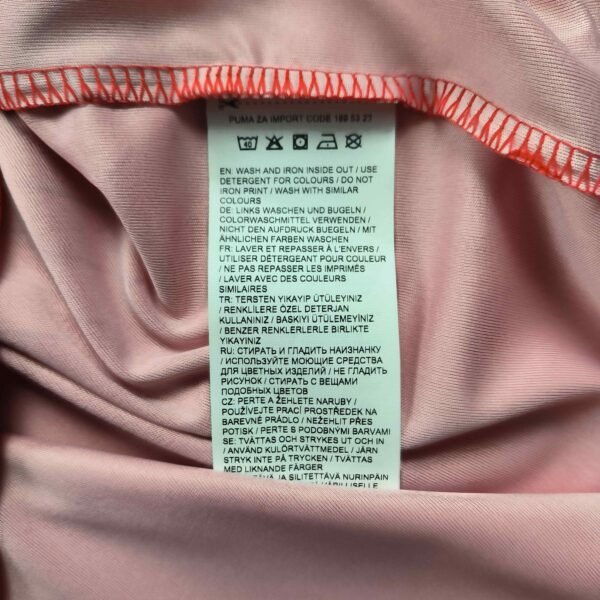 PUMA ZA IMPORT CODE 189 53 21
40
EN: WASH AND IRON INSIDE OUT / USE
DETERGENT FOR COLOURS / DO NOT
IRON PRINT / WASH WITH SIMILAR
COLOURS
DE: LINKS WASCHEN UND BUGELN /
COLORWASCHMITTEL VERWENDEN /
NICHT DEN AUFDRUCK BUEGELN / MIT
ÄHNLICHEN FARBEN WASCHEN
FR: LAVER ET REPASSER À L'ENVERS /
UTILISER DÉTERGEANT POUR COULEUR
/ NE PAS REPASSER LES IMPRIMÉS
/ LAVER AVEC DES COULEURS
SIMILAIRES
TR: TERSTEN YIKAYIP ÜTÜLEYINIZ
/ RENKLILERE ÖZEL DETERJAN
KULLANINIZ / BASKIYI ÜTÜLEMEYINIZ
/ BENZER RENKLERLERLE BIRLIKTE
YIKAYINIZ
RU: СТИРАТЬ И ГЛАДИТЬ НАИЗНАНКУ
/ ИСПОЛЬЗУЙТЕ МОЮЩИЕ СРЕДСТВА
ДЛЯ ЦВЕТНЫХ ИЗДЕЛИЙ / НЕ ГЛАДИТЬ
РИСУНОК / СТИРАТЬ С ВЕЩАМИ
ПОДОБНЫХ ЦВЕТОВ
CZ: PERTE A ŽEHLETE NARUBY /
POUŽÍVEJTE PRACÍ PROSTŘEDEK NA
BAREVNÉ PRÁDLO / NEŽEHLIT PŘES
POTISK / PERTE S PODOBNÝMI BARVAMI
SE: TVÄTTAS OCH STRYKES UT OCH IN
/ ANVÄND KULÖRTVÄTTMEDEL / JÄRN
STRYK INTE PÅ TRYCKEN / TVÄTTAS
MED LIKNANDE FÄRGER
JA SILITETTÄVÄ NURINPÄIN